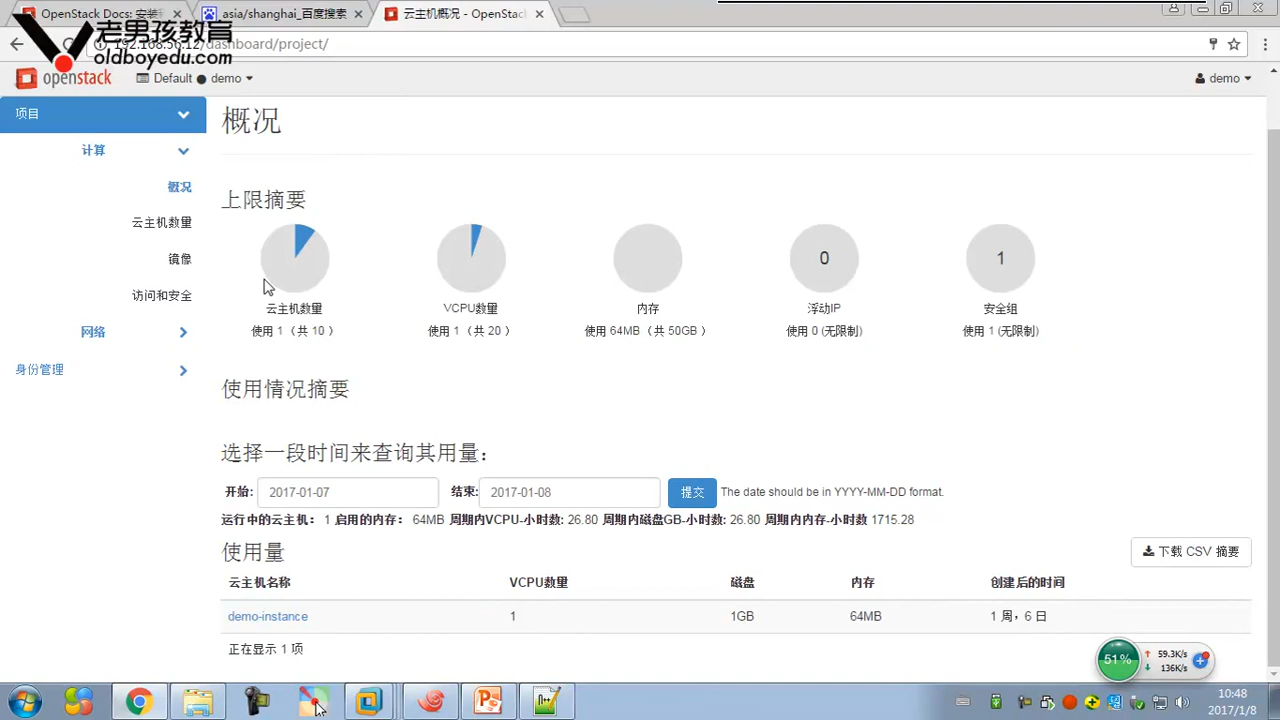 OpenStack Docs: 安装
asia/shanghai_百度搜索
云主机概况 - OpenStac
老男孩教育
oldboyedu.com
192.168.56.12/dashboard/project/
openstack
Default
demo
demo
项目
计算
概况
云主机数量
镜像
访问和安全
网络
身份管理
概况
上限摘要
0
1
云主机数量
VCPU数量
内存
浮动IP
安全组
使用 1 (共 10 )
使用 1 (共 20 )
使用 64MB (共 50GB )
使用 0 (无限制)
使用 1 (无限制)
使用情况摘要
选择一段时间来查询其用量:
开始: 2017-01-07 结束: 2017-01-08 提交 The date should be in YYYY-MM-DD format.
运行中的云主机: 1 启用的内存: 64MB 周期内VCPU-小时数: 26.80 周期内磁盘GB-小时数: 26.80 周期内内存-小时数 1715.28
使用量
下载 CSV 摘要
云主机名称 VCPU数量 磁盘 内存 创建后的时间
demo-instance 1 1GB 64MB 1 周, 6 日
正在显示 1 项
51%
59.3K/s
136K/s
10:48
2017/1/8